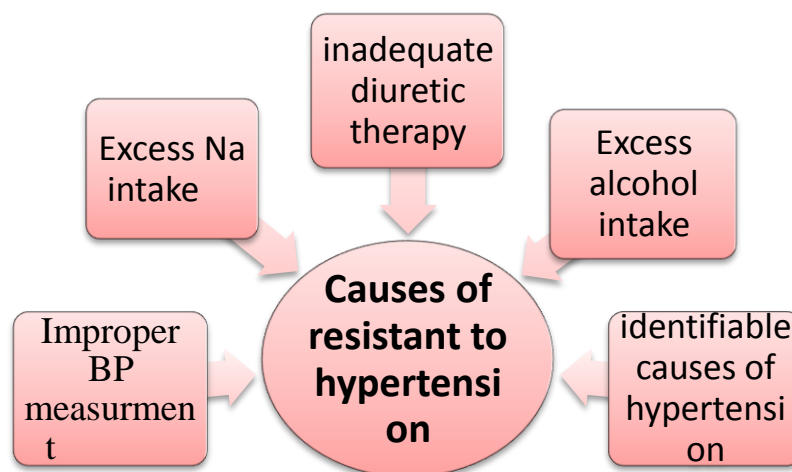 inadequate
diuretic
therapy
Excess Na
intake
Excess
alcohol
intake
Causes of
resistant to
hypertensi
on
Improper
BP
measurmen
t
identifiable
causes of
hypertensi
on